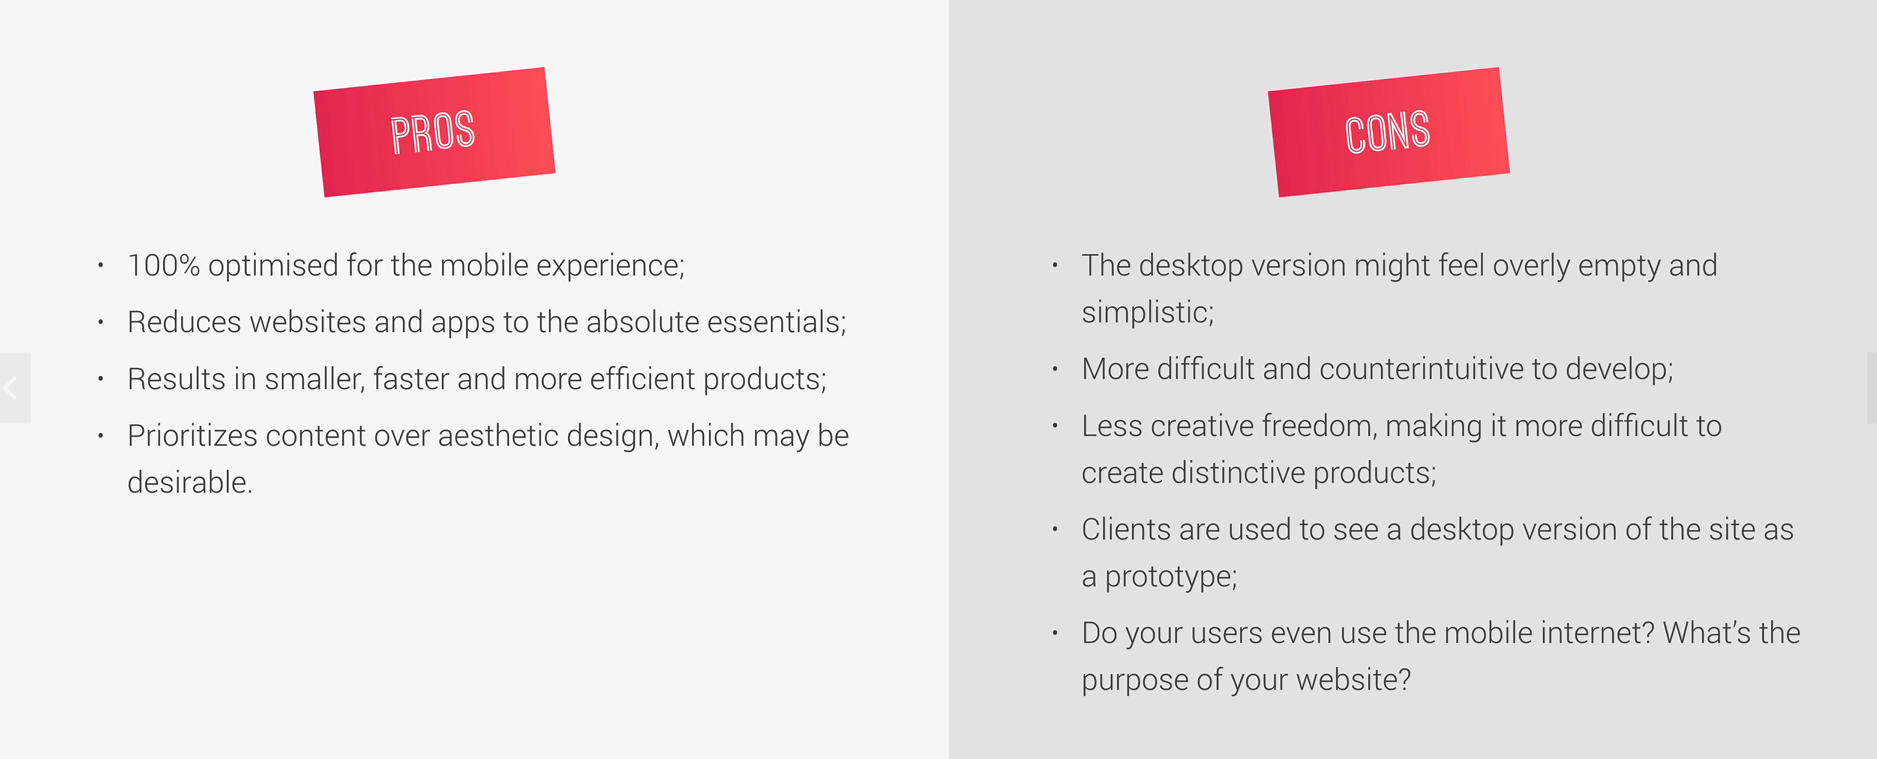 PROS
• 100% optimised for the mobile experience;
• Reduces websites and apps to the absolute essentials;
• Results in smaller, faster and more efficient products;
• Prioritizes content over aesthetic design, which may be
desirable.
CONS
• The desktop version might feel overly empty and
simplistic;
• More difficult and counterintuitive to develop;
• Less creative freedom, making it more difficult to
create distinctive products;
• Clients are used to see a desktop version of the site as
a prototype;
• Do your users even use the mobile internet? What’s the
purpose of your website?